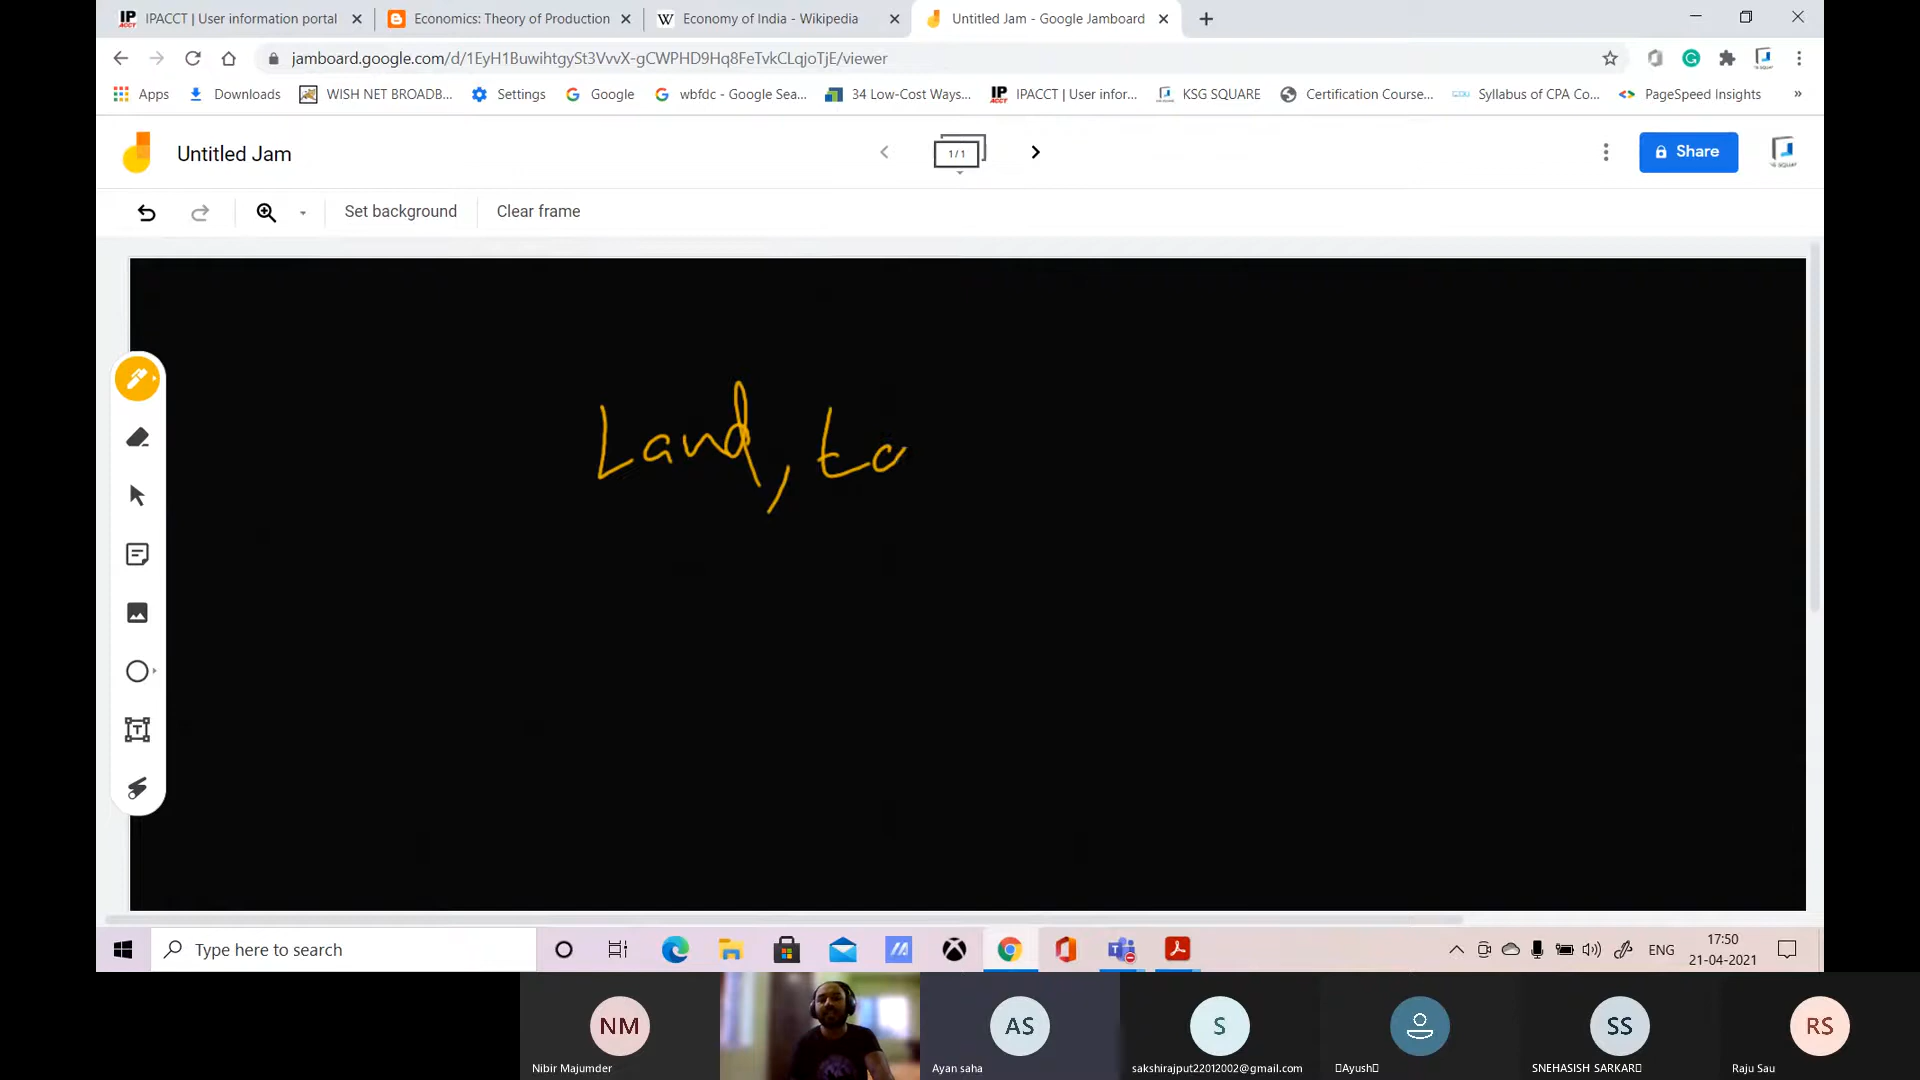 IPACCT | User information portal
Economics: Theory of Production
Economy of India - Wikipedia
Untitled Jam - Google Jamboard
jamboard.google.com/d/1EyH1BuwihtgySt3VvvX-gCWPHD9Hq8FeTvkCLqjoTjE/viewer
Apps Downloads WISH NET BROADB... Settings Google wbfdc - Google Sea... 34 Low-Cost Ways... IPACCT | User infor... KSG SQUARE Certification Course... Syllabus of CPA Co... PageSpeed Insights »
Untitled Jam
1/1
Share
Set background Clear frame
Land,
Type here to search
ENG
17:50
21-04-2021
NM
AS
S
SS
RS
Nibir Majumder
Ayan saha
sakshirajput22012002@gmail.com
Ayush
SNEHASISH SARKAR
Raju Sau